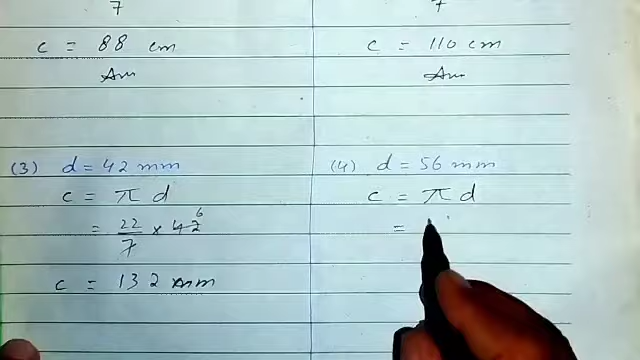 7
c = 88 cm
Ans
7
c = 110 cm
Ans
(3) d = 42 mm
c = π d
= 22/7 × 42 6
c = 132 mm
(4) d = 56 mm
c = π d
=